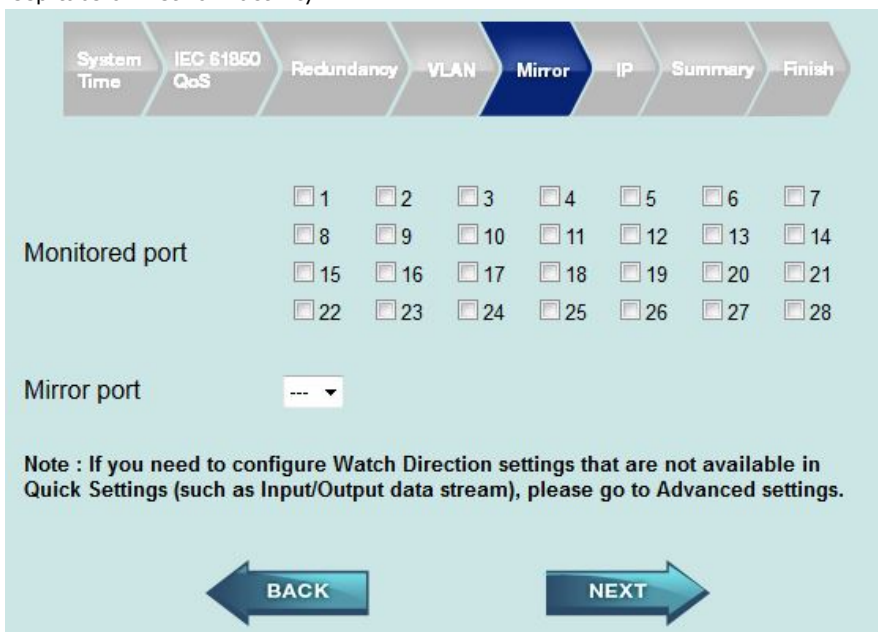 System Time
IEC 61850 QoS
Redundancy
VLAN
Mirror
IP
Summary
Finish
Monitored port
1 2 3 4 5 6 7
8 9 10 11 12 13 14
15 16 17 18 19 20 21
22 23 24 25 26 27 28
Mirror port
---
Note : If you need to configure Watch Direction settings that are not available in
Quick Settings (such as Input/Output data stream), please go to Advanced settings.
BACK
NEXT